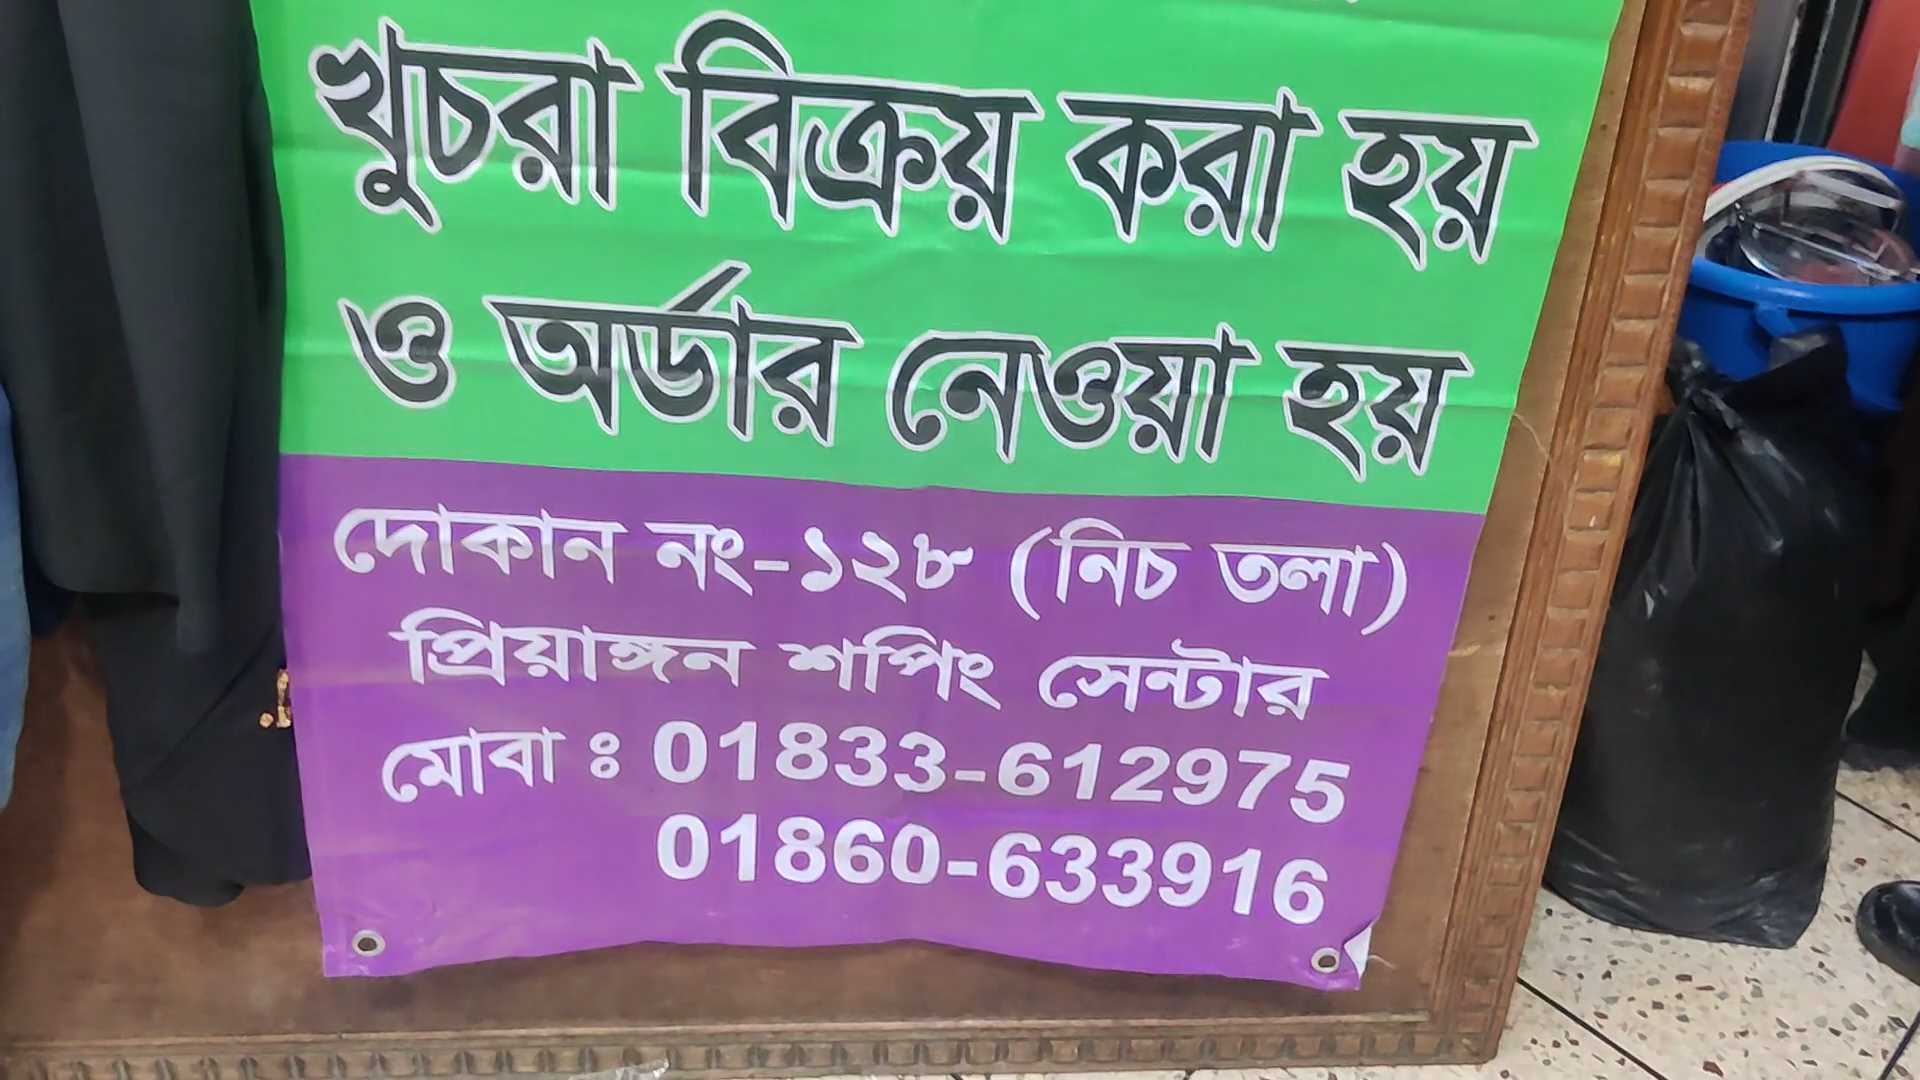 খুচরা বিক্রয় করা হয়
ও অর্ডার নেওয়া হয়
দোকান নং-১২৮ (নিচ তলা)
প্রিয়াঙ্গন শপিং সেন্টার
মোবা ঃ 01833-612975
01860-633916